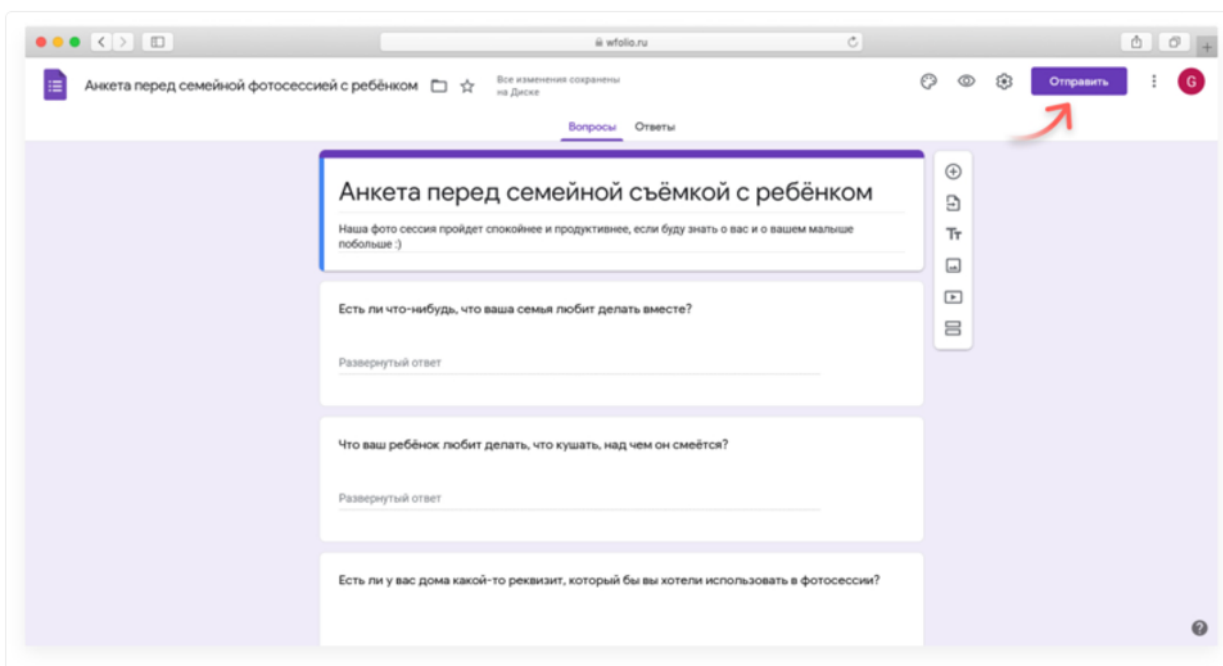 wfolio.ru
Анкета перед семейной фотосессией с ребёнком
Все изменения сохранены
на Диске
Отправить
G
Вопросы Ответы
Анкета перед семейной съёмкой с ребёнком
Наша фото сессия пройдет спокойнее и продуктивнее, если буду знать о вас и о вашем малыше
побольше :)
Tт
Есть ли что-нибудь, что ваша семья любит делать вместе?
Развернутый ответ
Что ваш ребёнок любит делать, что кушать, над чем он смеётся?
Развернутый ответ
Есть ли у вас дома какой-то реквизит, который бы вы хотели использовать в фотосессии?